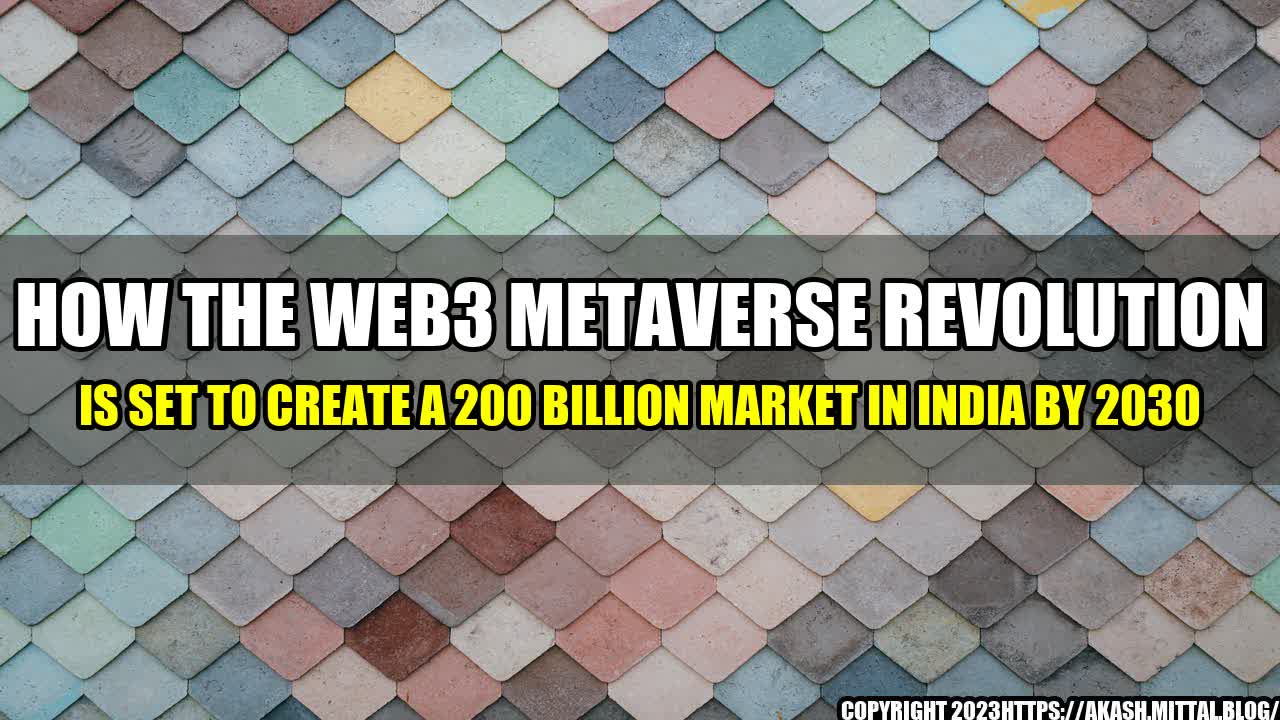 HOW THE WEB3 METAVERSE REVOLUTION
IS SET TO CREATE A 200 BILLION MARKET IN INDIA BY 2030
COPYRIGHT 2023HTTPS://AKASH.MITTAL.BLOG/